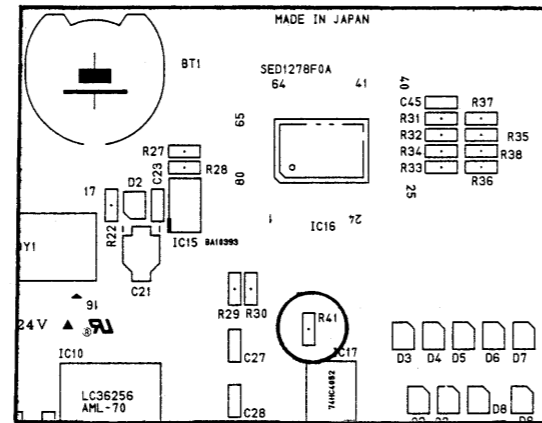 MADE IN JAPAN
BT1
SED1278F0A
64 41
40
C45 R37
R31
R32 R35
R34 R38
R33 R36
65
80
25
1 24
IC16
R27
R28
C23
D2
17
R22
IC15 BA10393
IY1
C21
16
24V
R29 R30
R41
C27
IC17
74HC4052
IC10
LC36256
AML-70
C28
D3 D4 D5 D6 D7
D8